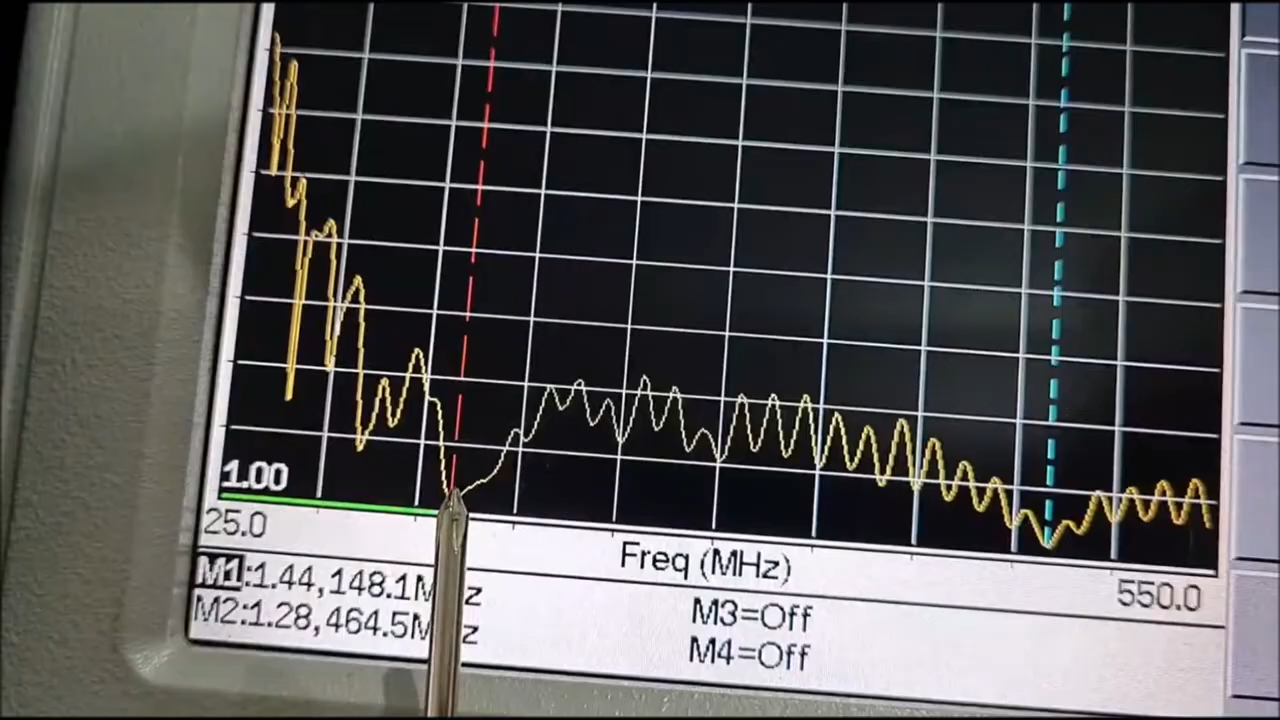 1.00
25.0
Freq (MHz)
550.0
M1:1.44,148.1M z
M3=Off
M2:1.28,464.5M z
M4=Off